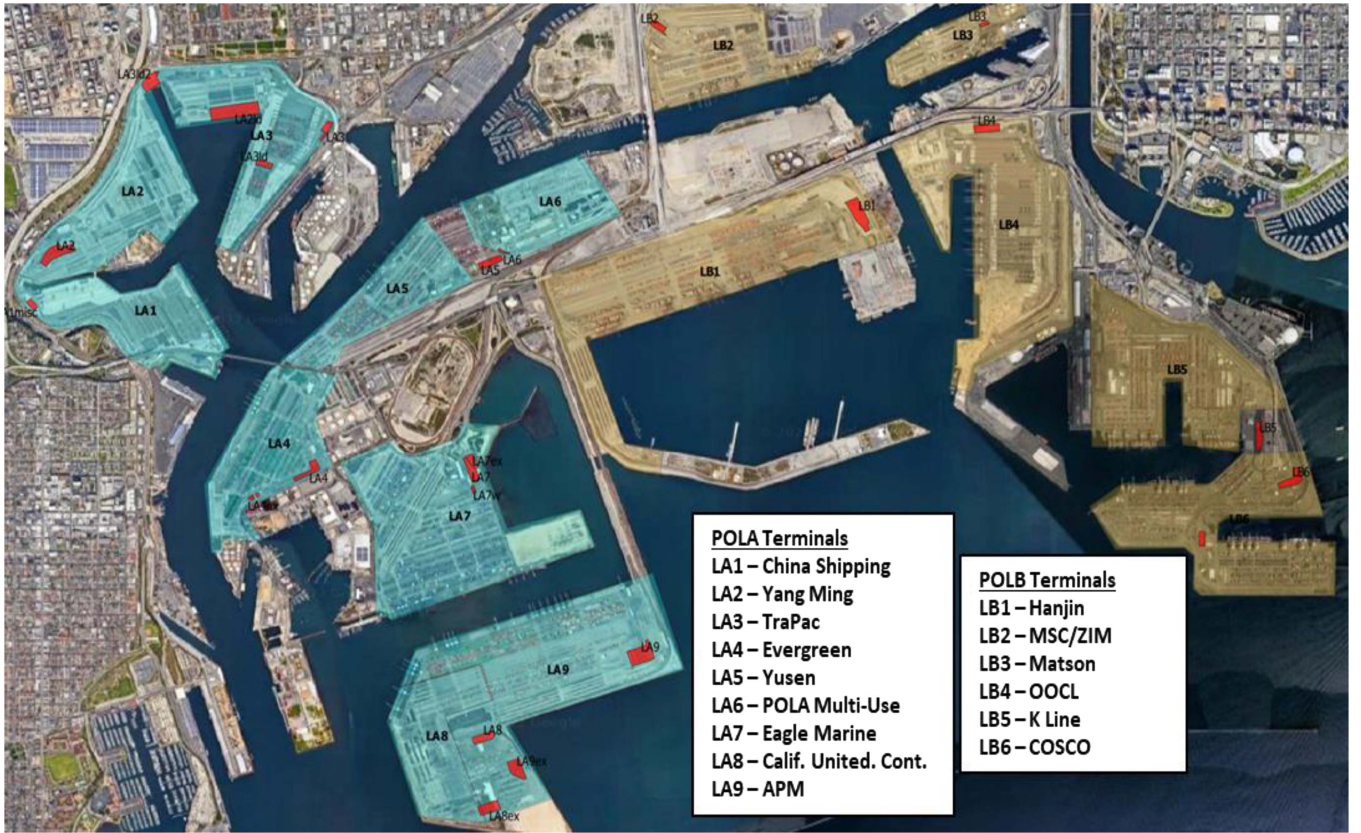 LB2
LB3
LB2
LB3
LA3ld2
LA2ld
LA3
LA3
LA3ld
LB4
LA2
LA6
LB1
LA2
LB4
LA6
LA5
LB1
LA5
LA1
LB5
LB5
LA4
LA7ex
LA4
LA7
LB6
LA7
LB6
LA9
LA9
LA8
LA8
LA9ex
LA8ex
POLA Terminals
LA1 – China Shipping
LA2 – Yang Ming
LA3 – TraPac
LA4 – Evergreen
LA5 – Yusen
LA6 – POLA Multi-Use
LA7 – Eagle Marine
LA8 – Calif. United. Cont.
LA9 – APM
POLB Terminals
LB1 – Hanjin
LB2 – MSC/ZIM
LB3 – Matson
LB4 – OOCL
LB5 – K Line
LB6 – COSCO